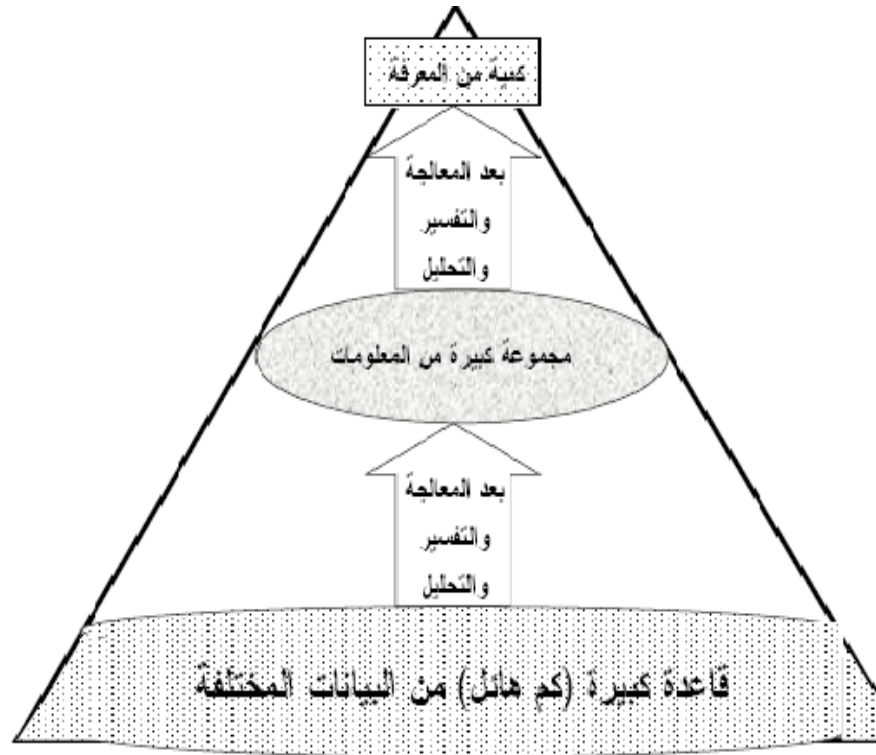 كمية من المعرفة
بعد المعالجة
والتفسير
والتحليل
مجموعة كبيرة من المعلومات
بعد المعالجة
والتفسير
والتحليل
قاعدة كبيرة (كم هائل) من البيانات المختلفة